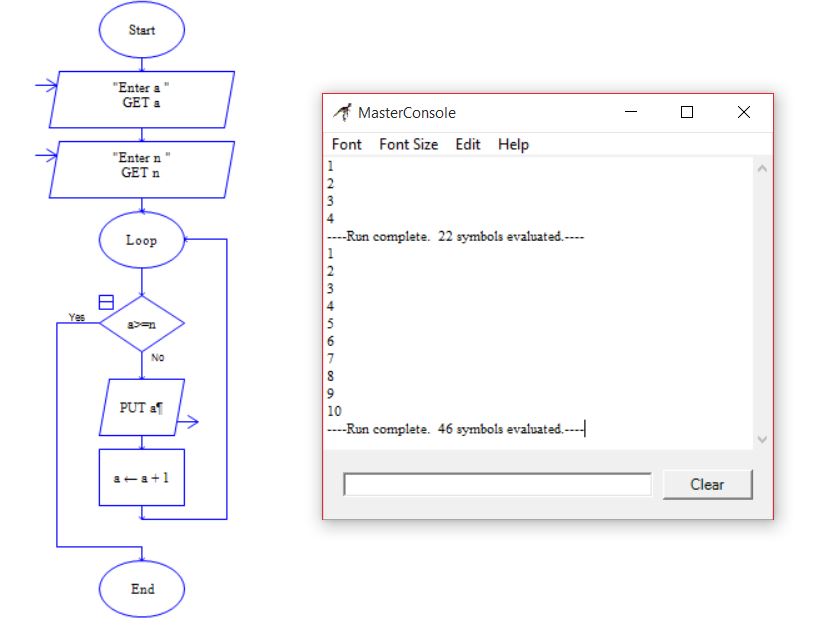 Start
"Enter a "
GET a
"Enter n "
GET n
Loop
Yes
a>=n
No
PUT a¶
a ← a + 1
End
MasterConsole
Font Font Size Edit Help
1
2
3
4
----Run complete.  22 symbols evaluated.----
1
2
3
4
5
6
7
8
9
10
----Run complete.  46 symbols evaluated.----
Clear